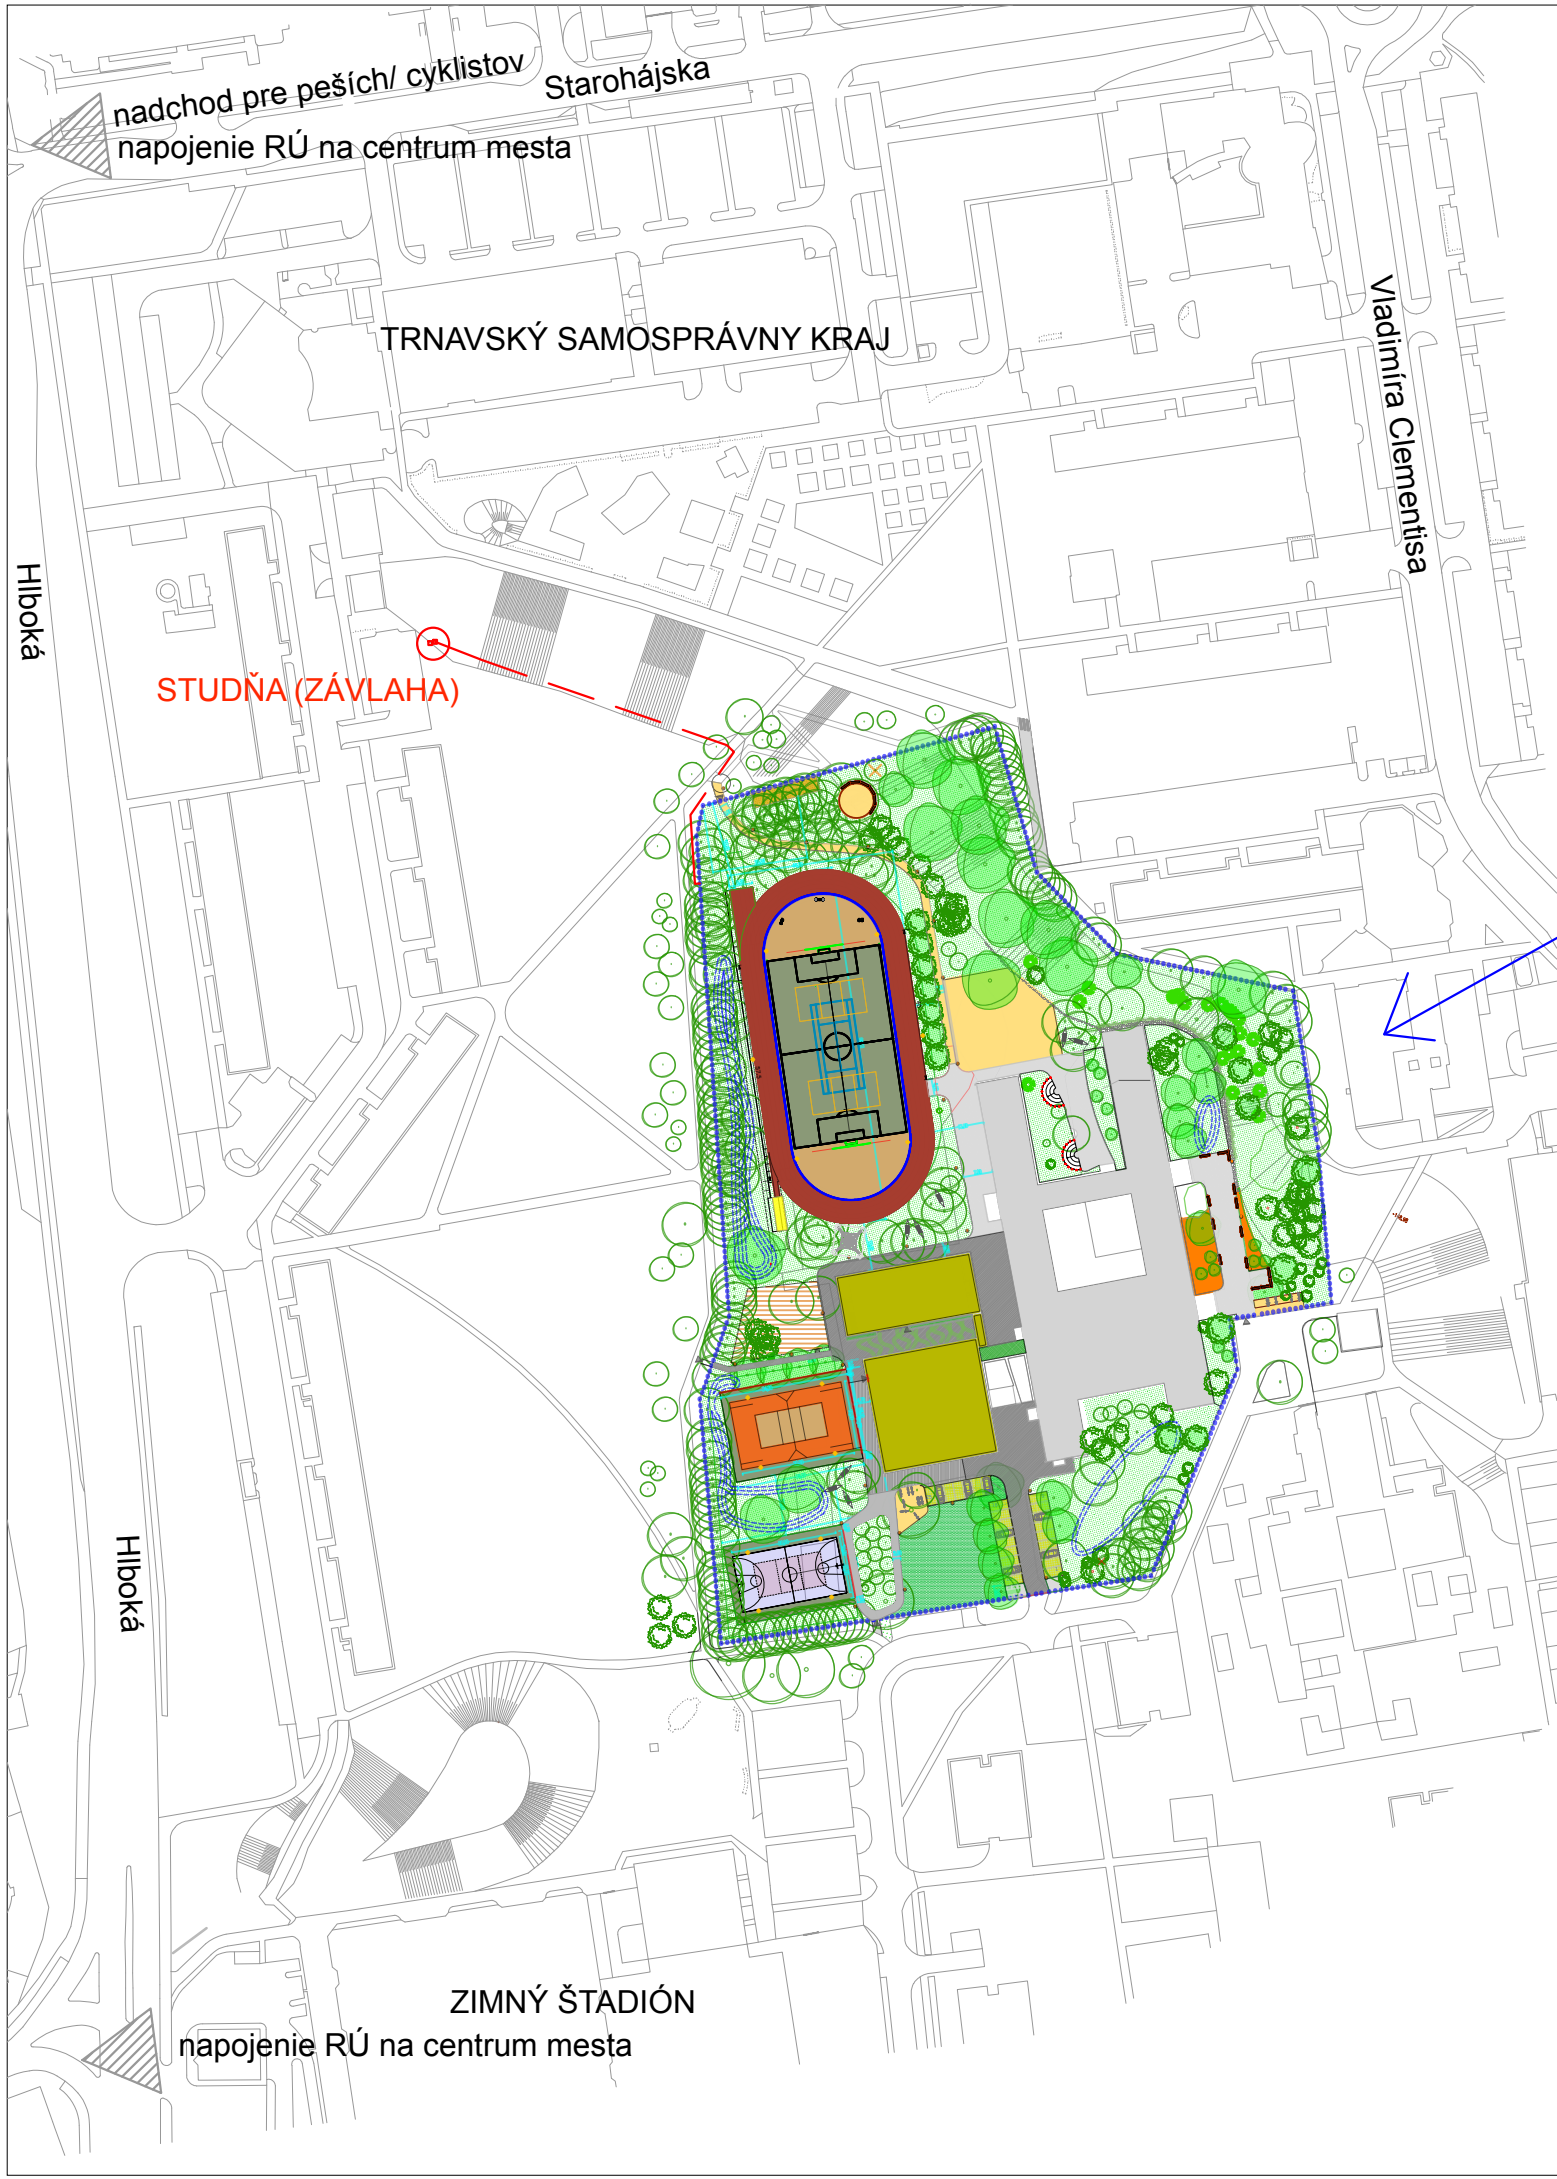 nadchod pre peších/ cyklistov
Starohájska
napojenie RÚ na centrum mesta
TRNAVSKÝ SAMOSPRÁVNY KRAJ
Vladimíra Clementisa
Hlboká
STUDŇA (ZÁVLAHA)
Hlboká
ZIMNÝ ŠTADIÓN
napojenie RÚ na centrum mesta